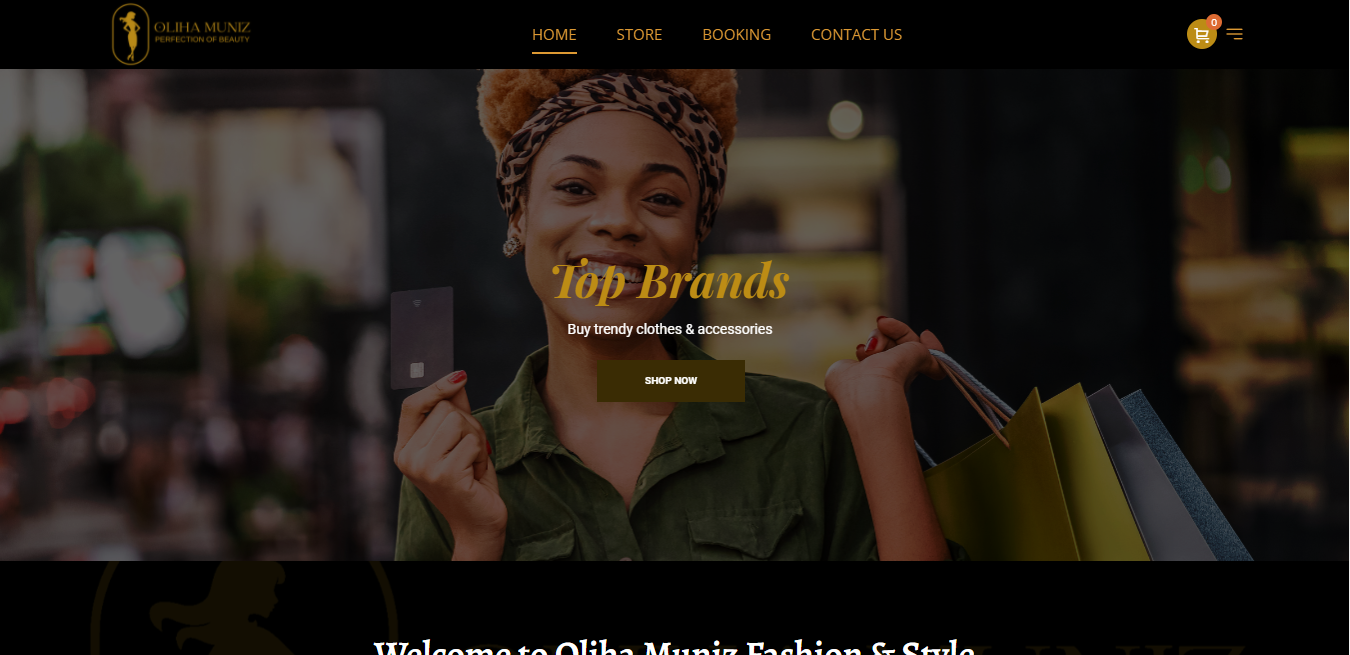 OLIHA MUNIZ
PERFECTION OF BEAUTY
HOME
STORE
BOOKING
CONTACT US
0
Top Brands
Buy trendy clothes & accessories
SHOP NOW
Welcome to Oliha Muniz Fashion & Style